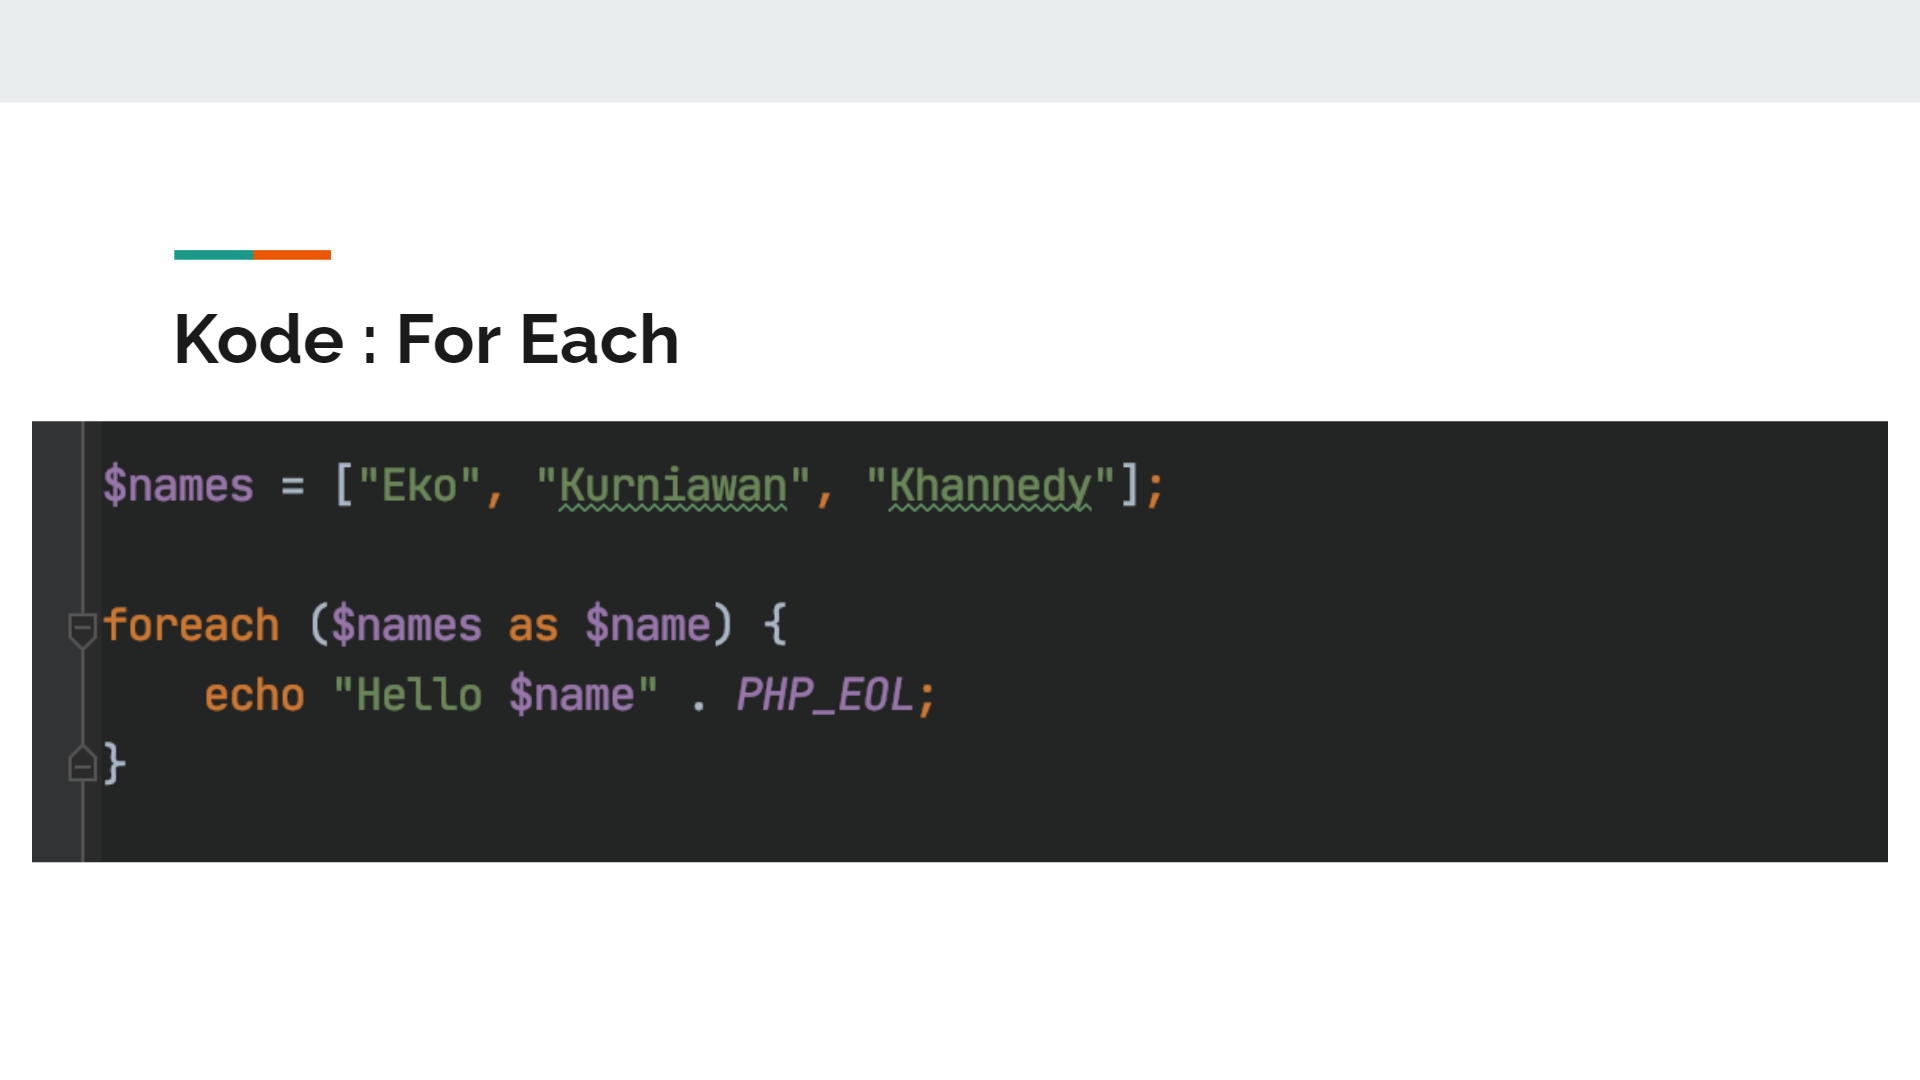 Kode : For Each
$names = ["Eko", "Kurniawan", "Khannedy"];
foreach ($names as $name) {
    echo "Hello $name" . PHP_EOL;
}